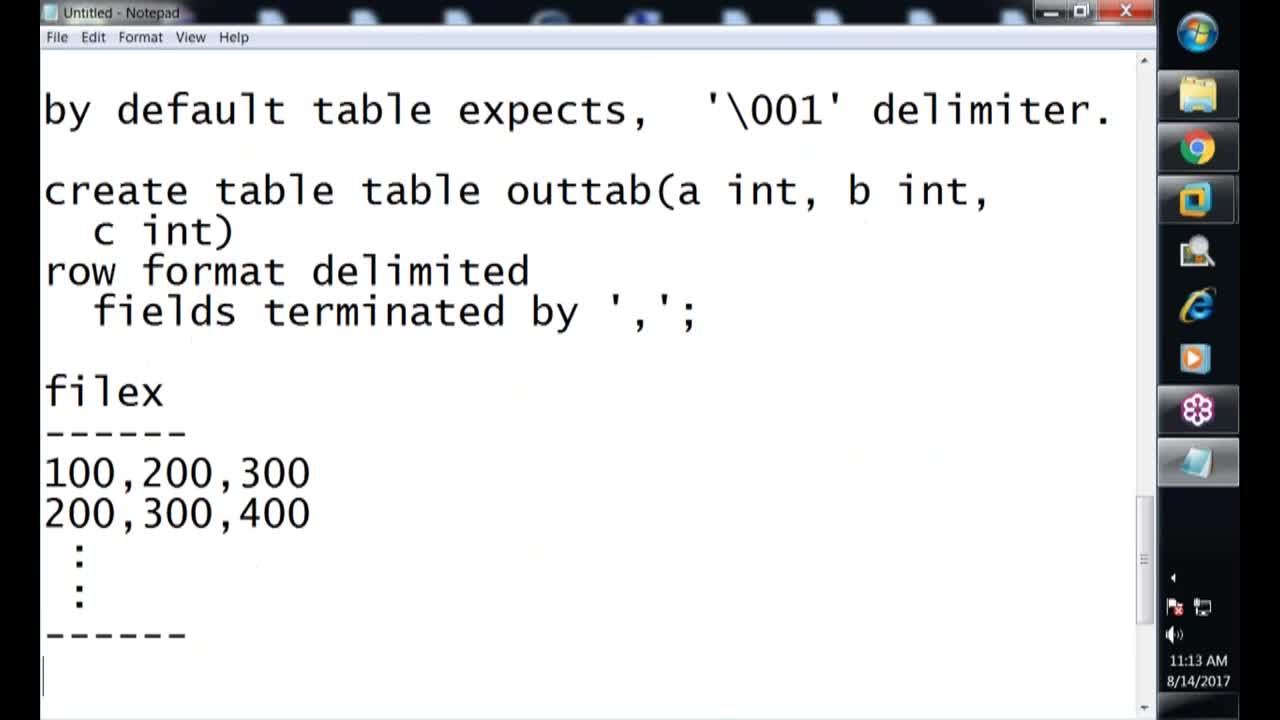 Untitled - Notepad
File Edit Format View Help
by default table expects, '\001' delimiter.
create table table outtab(a int, b int,
c int)
row format delimited
fields terminated by ',';
filex
------
100,200,300
200,300,400
:
:
------
11:13 AM
8/14/2017